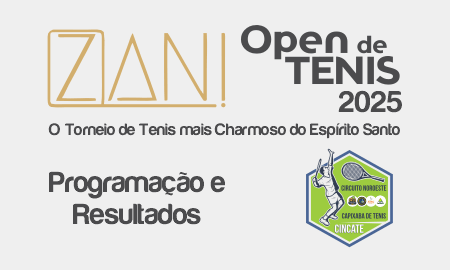 ZANI
Open de
TENIS
2025
O Torneio de Tenis mais Charmoso do Espírito Santo
Programação e
Resultados
CIRCUITO NOROESTE
CAPIXABA DE TENIS
CINCATE